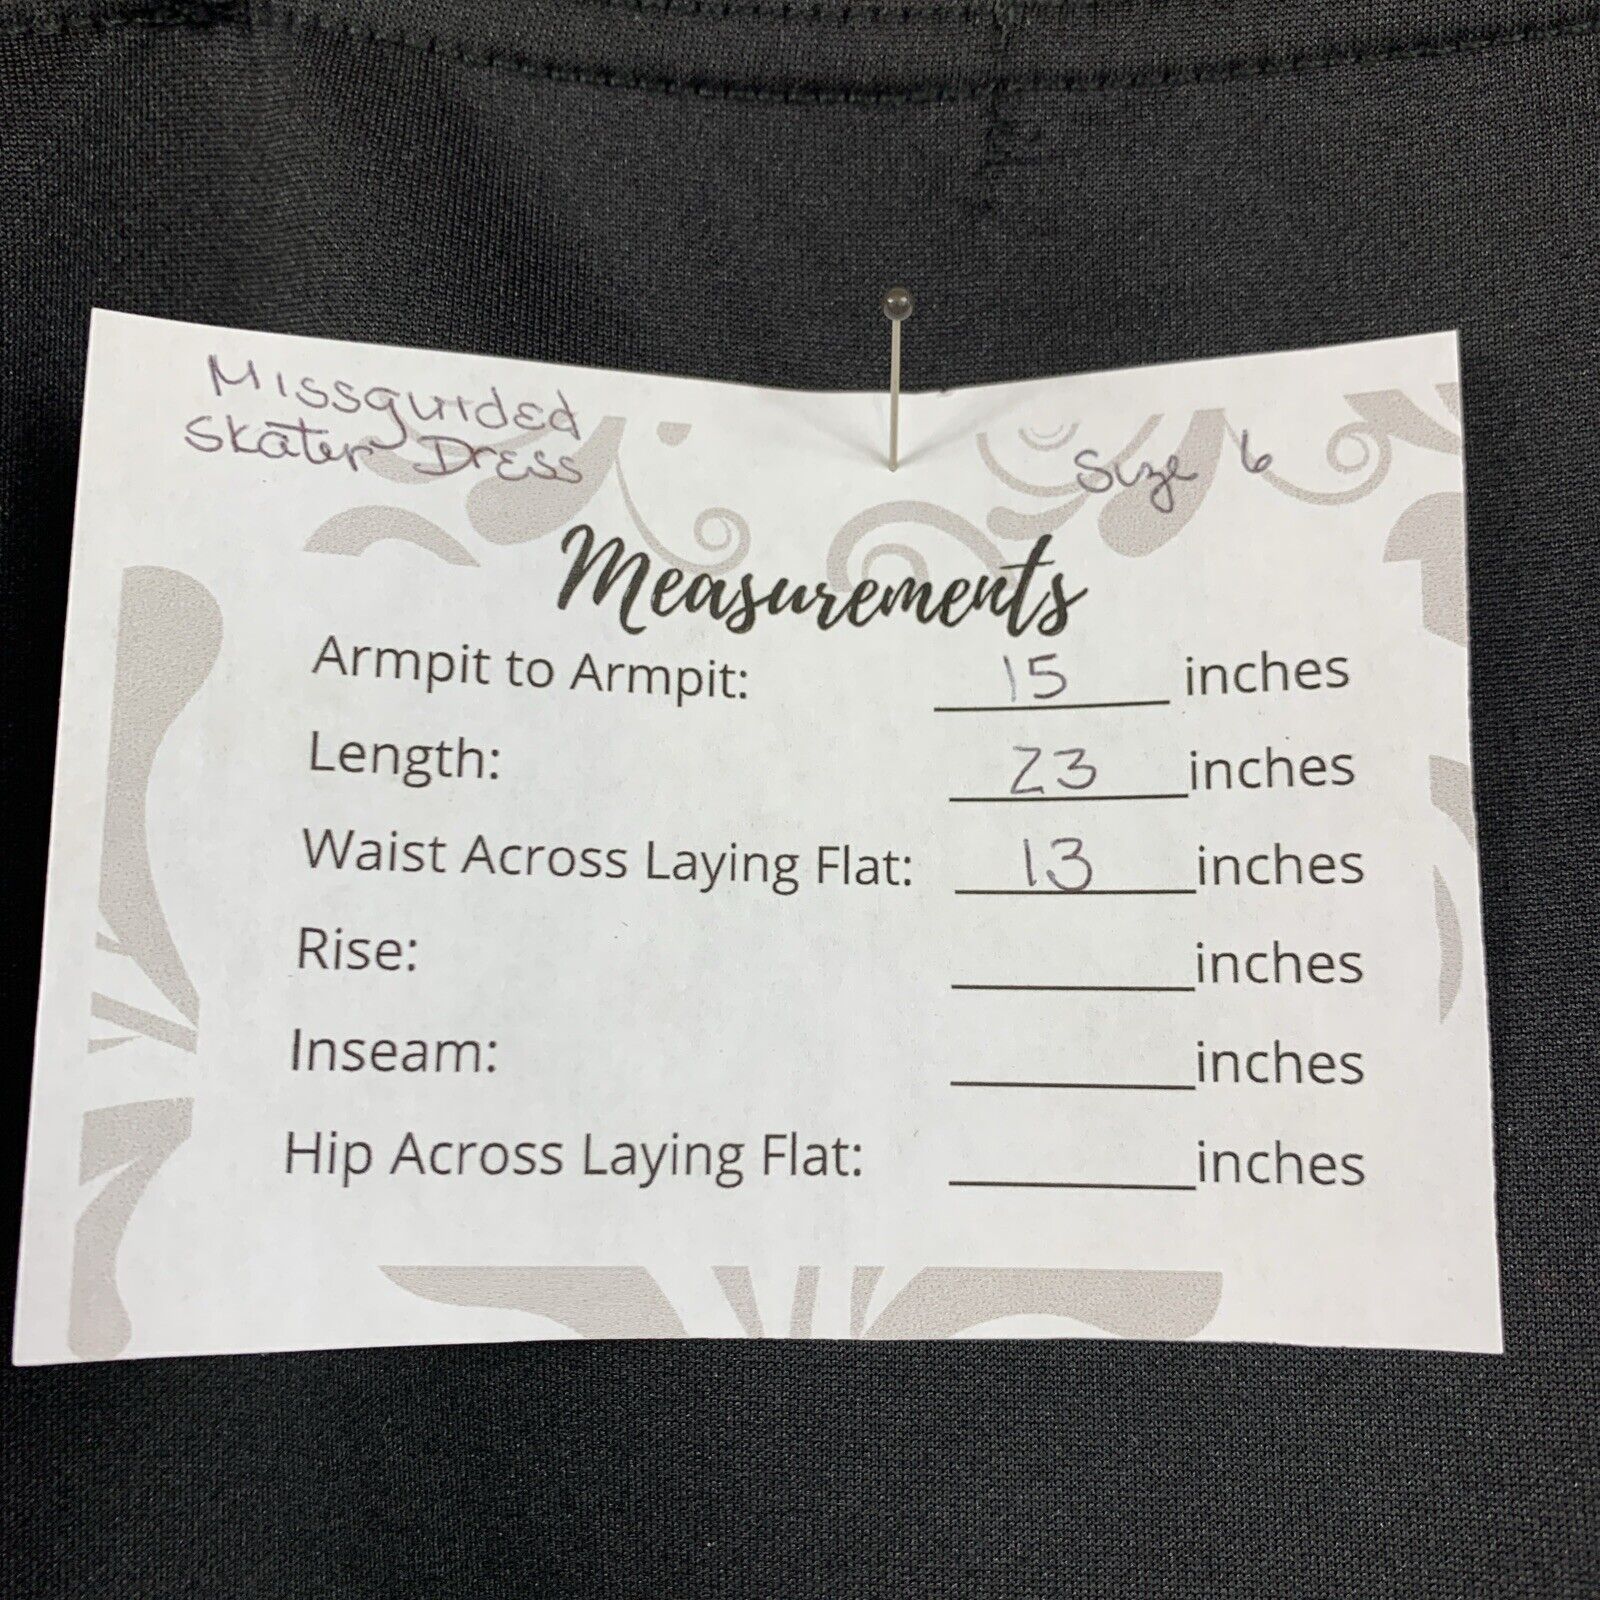 Missguided
Skater Dress
Size 6
Measurements
Armpit to Armpit: 15 inches
Length: 23 inches
Waist Across Laying Flat: 13 inches
Rise: inches
Inseam: inches
Hip Across Laying Flat: inches